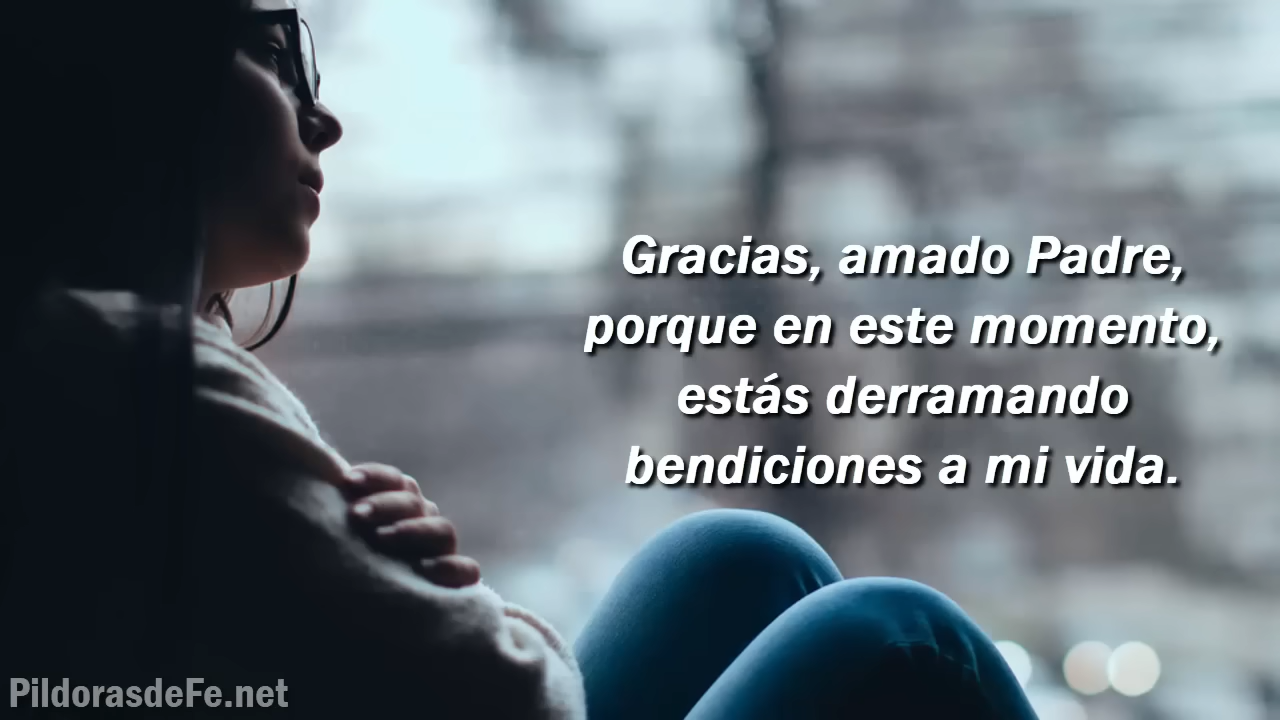 Gracias, amado Padre,
porque en este momento,
estás derramando
bendiciones a mi vida.
PildorasdeFe.net